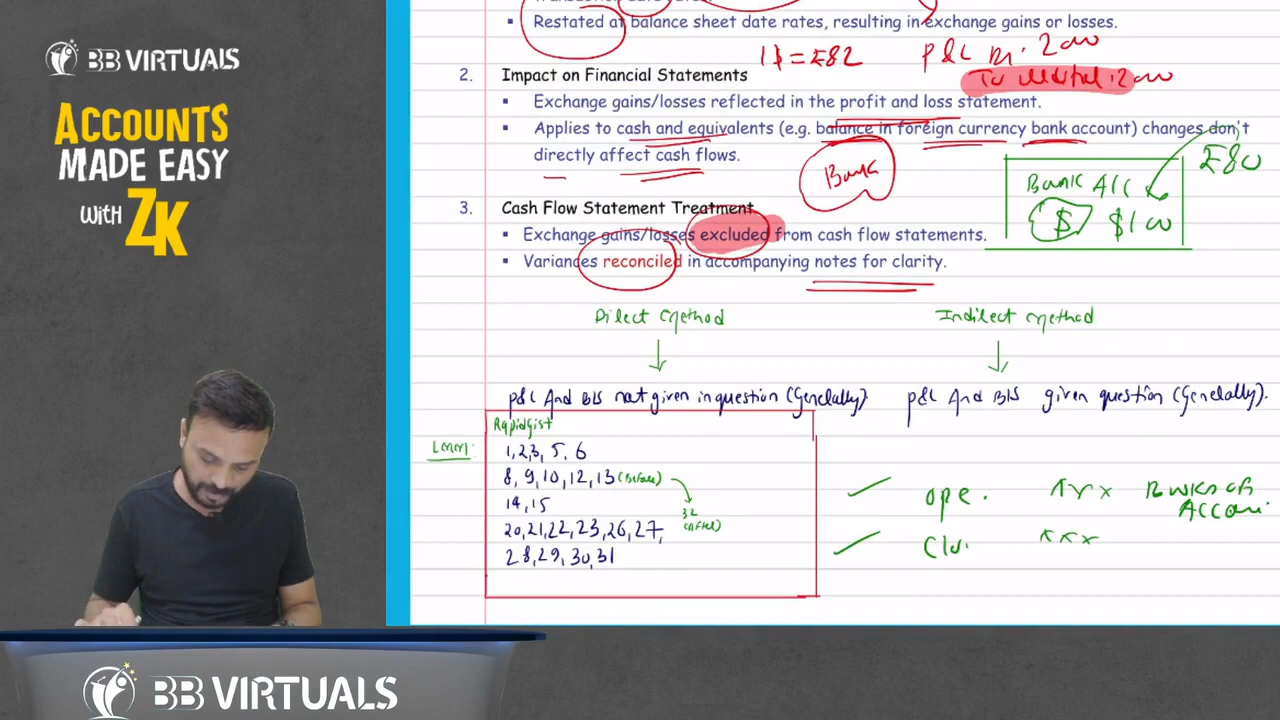 BB VIRTUALS
ACCOUNTS
MADE EASY
with ZK
Restated at balance sheet date rates, resulting in exchange gains or losses.
1$ = ₹82
P&L Dr. 2000
2. Impact on Financial Statements
Exchange gains/losses reflected in the profit and loss statement.
Applies to cash and equivalents (e.g. balance in foreign currency bank account) changes don't
directly affect cash flows.
Bank
₹80
Bank A/c
$ $100
3. Cash Flow Statement Treatment
Exchange gains/losses excluded from cash flow statements.
Variances reconciled in accompanying notes for clarity.
Direct method
Indirect method
P&L And B/S not given in question (Generally)
P&L And B/S given question (Generally).
RapidGist
1,2,3, 5, 6
8, 9, 10, 12, 13 (Before)
32
(After)
14, 15
20, 21, 22, 23, 26, 27,
28, 29, 30, 31
ope. xxx
Clo. xxx
BB VIRTUALS